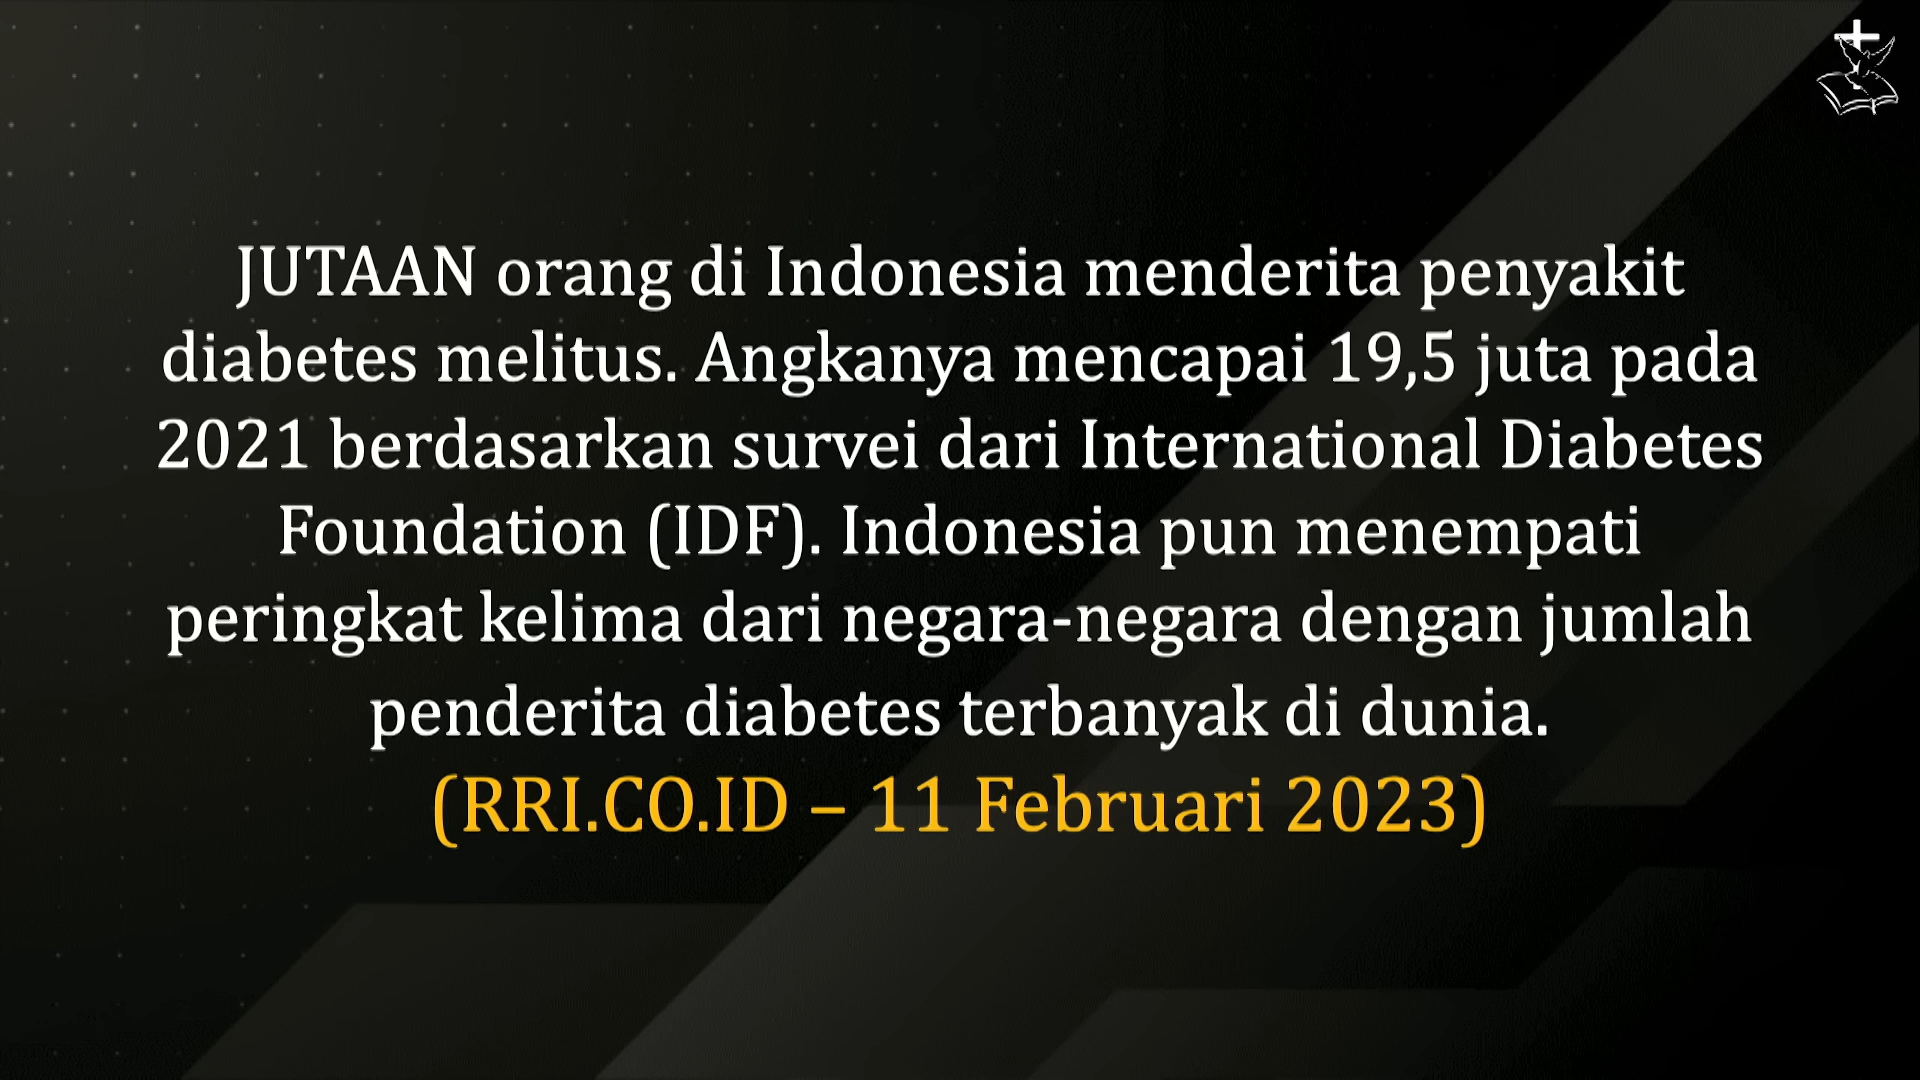 JUTAAN orang di Indonesia menderita penyakit
diabetes melitus. Angkanya mencapai 19,5 juta pada
2021 berdasarkan survei dari International Diabetes
Foundation (IDF). Indonesia pun menempati
peringkat kelima dari negara-negara dengan jumlah
penderita diabetes terbanyak di dunia.
(RRI.CO.ID – 11 Februari 2023)